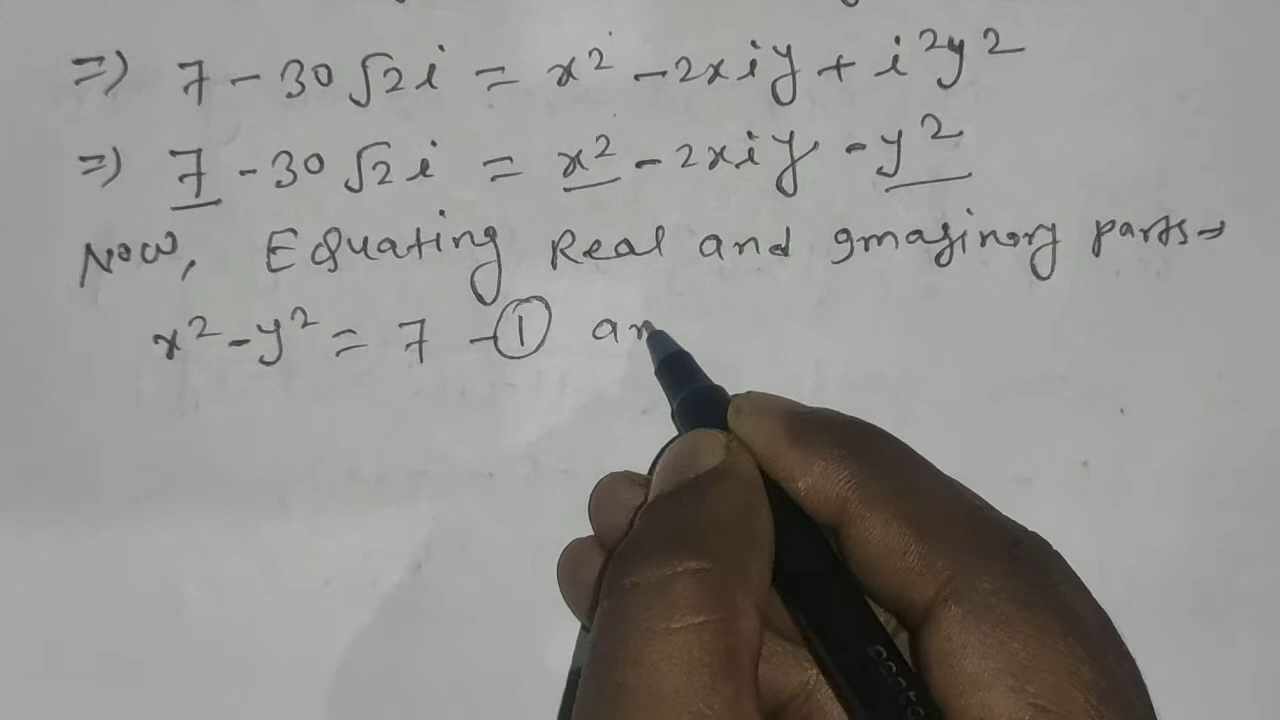 => 7 - 30√2i = x² - 2xiy + i²y²
=> 7 - 30√2i = x² - 2xiy - y²
Now, Equating Real and Imaginary parts→
x² - y² = 7 - ① an